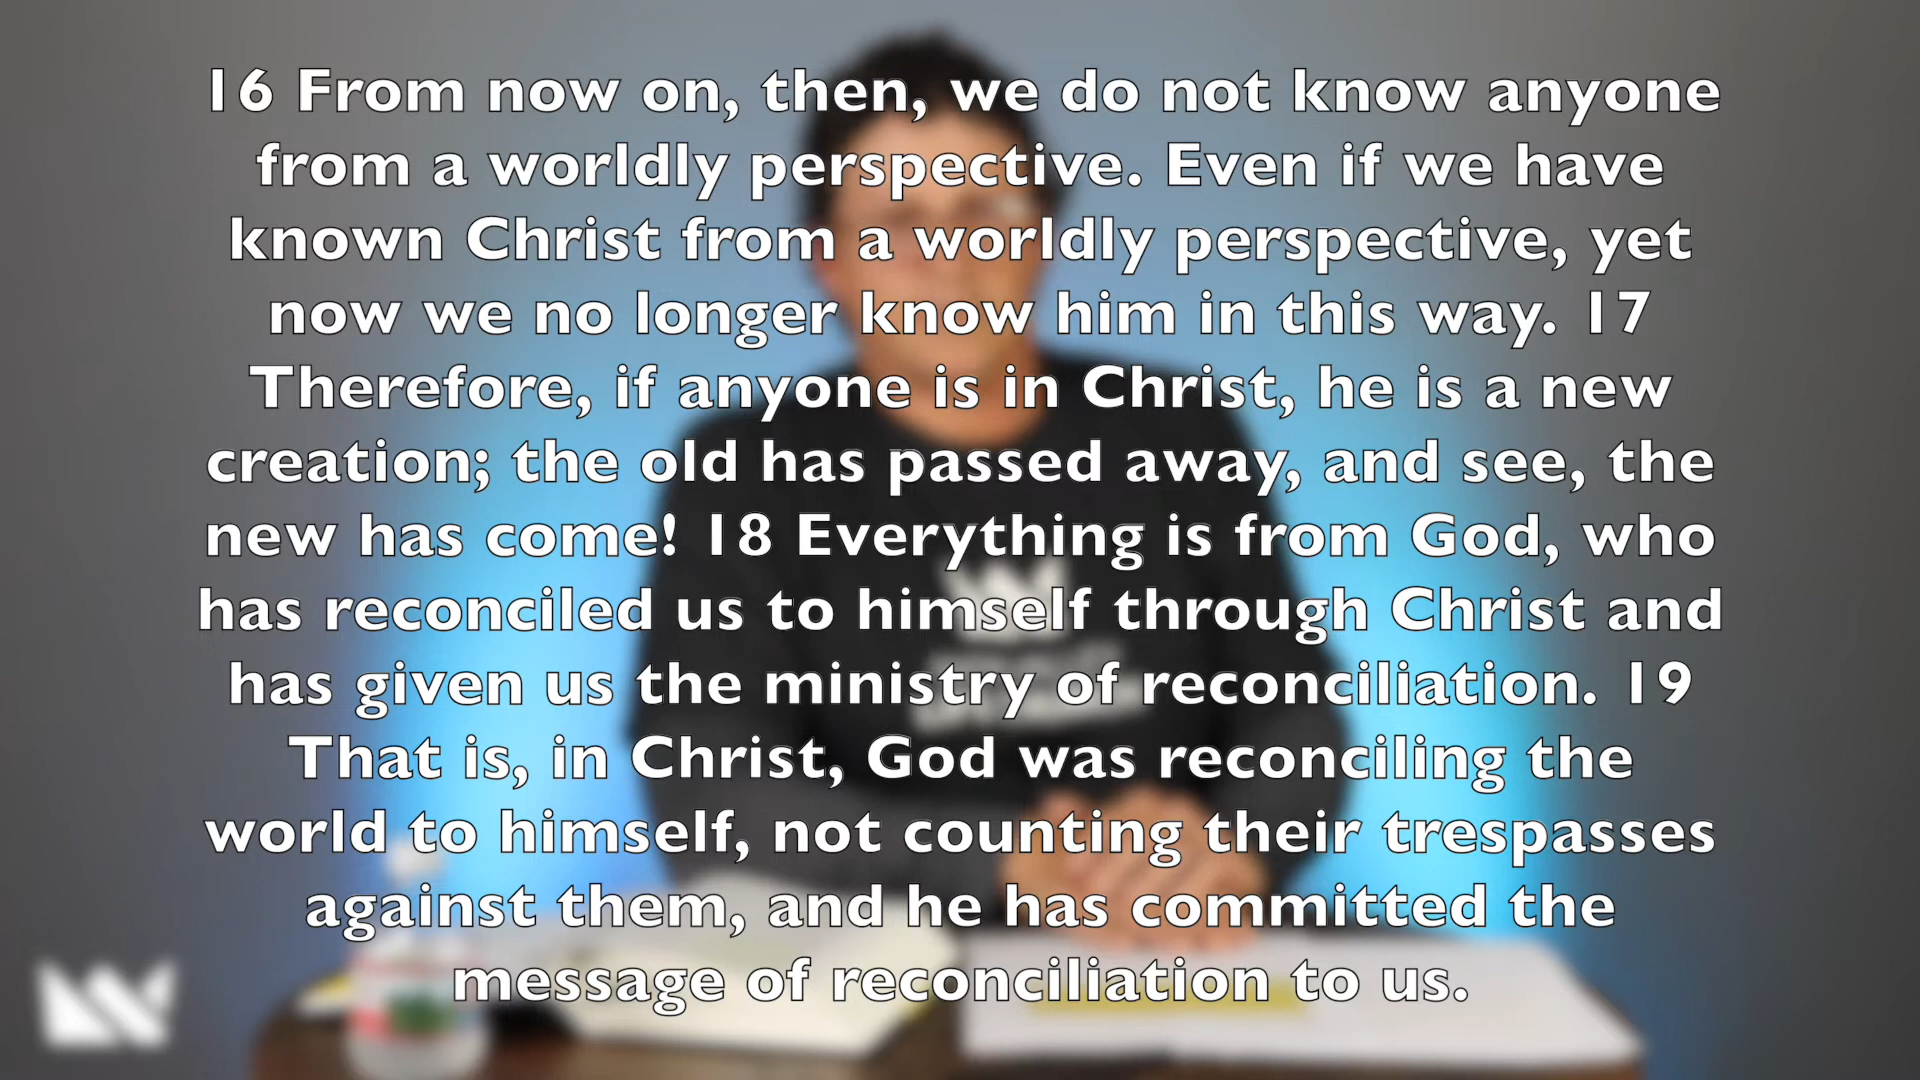 16 From now on, then, we do not know anyone
from a worldly perspective. Even if we have
known Christ from a worldly perspective, yet
now we no longer know him in this way. 17
Therefore, if anyone is in Christ, he is a new
creation; the old has passed away, and see, the
new has come! 18 Everything is from God, who
has reconciled us to himself through Christ and
has given us the ministry of reconciliation. 19
That is, in Christ, God was reconciling the
world to himself, not counting their trespasses
against them, and he has committed the
message of reconciliation to us.